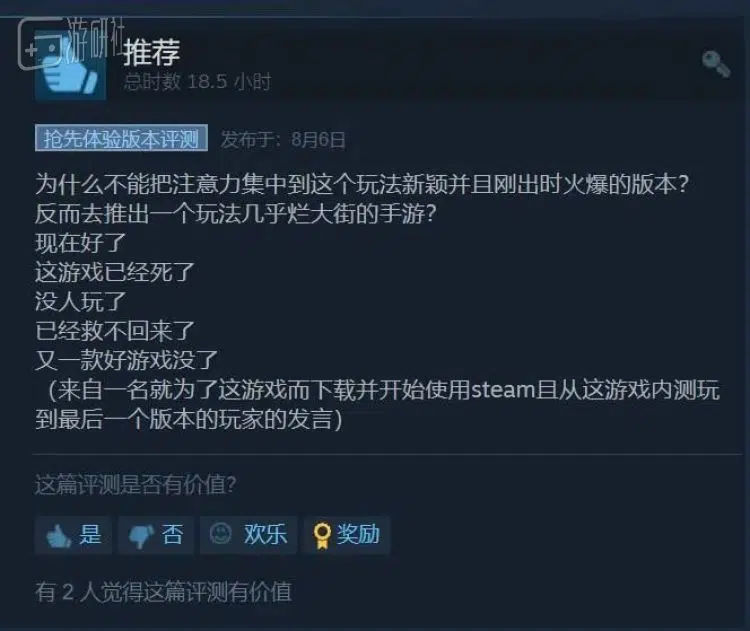 游研社
推荐
总时数 18.5 小时
抢先体验版本评测 发布于：8月6日
为什么不能把注意力集中到这个玩法新颖并且刚出时火爆的版本？
反而去推出一个玩法几乎烂大街的手游？
现在好了
这游戏已经死了
没人玩了
已经救不回来了
又一款好游戏没了
（来自一名就为了这游戏而下载并开始使用steam且从这游戏内测玩
到最后一个版本的玩家的发言）
这篇评测是否有价值？
是 否 欢乐 奖励
有 2 人觉得这篇评测有价值